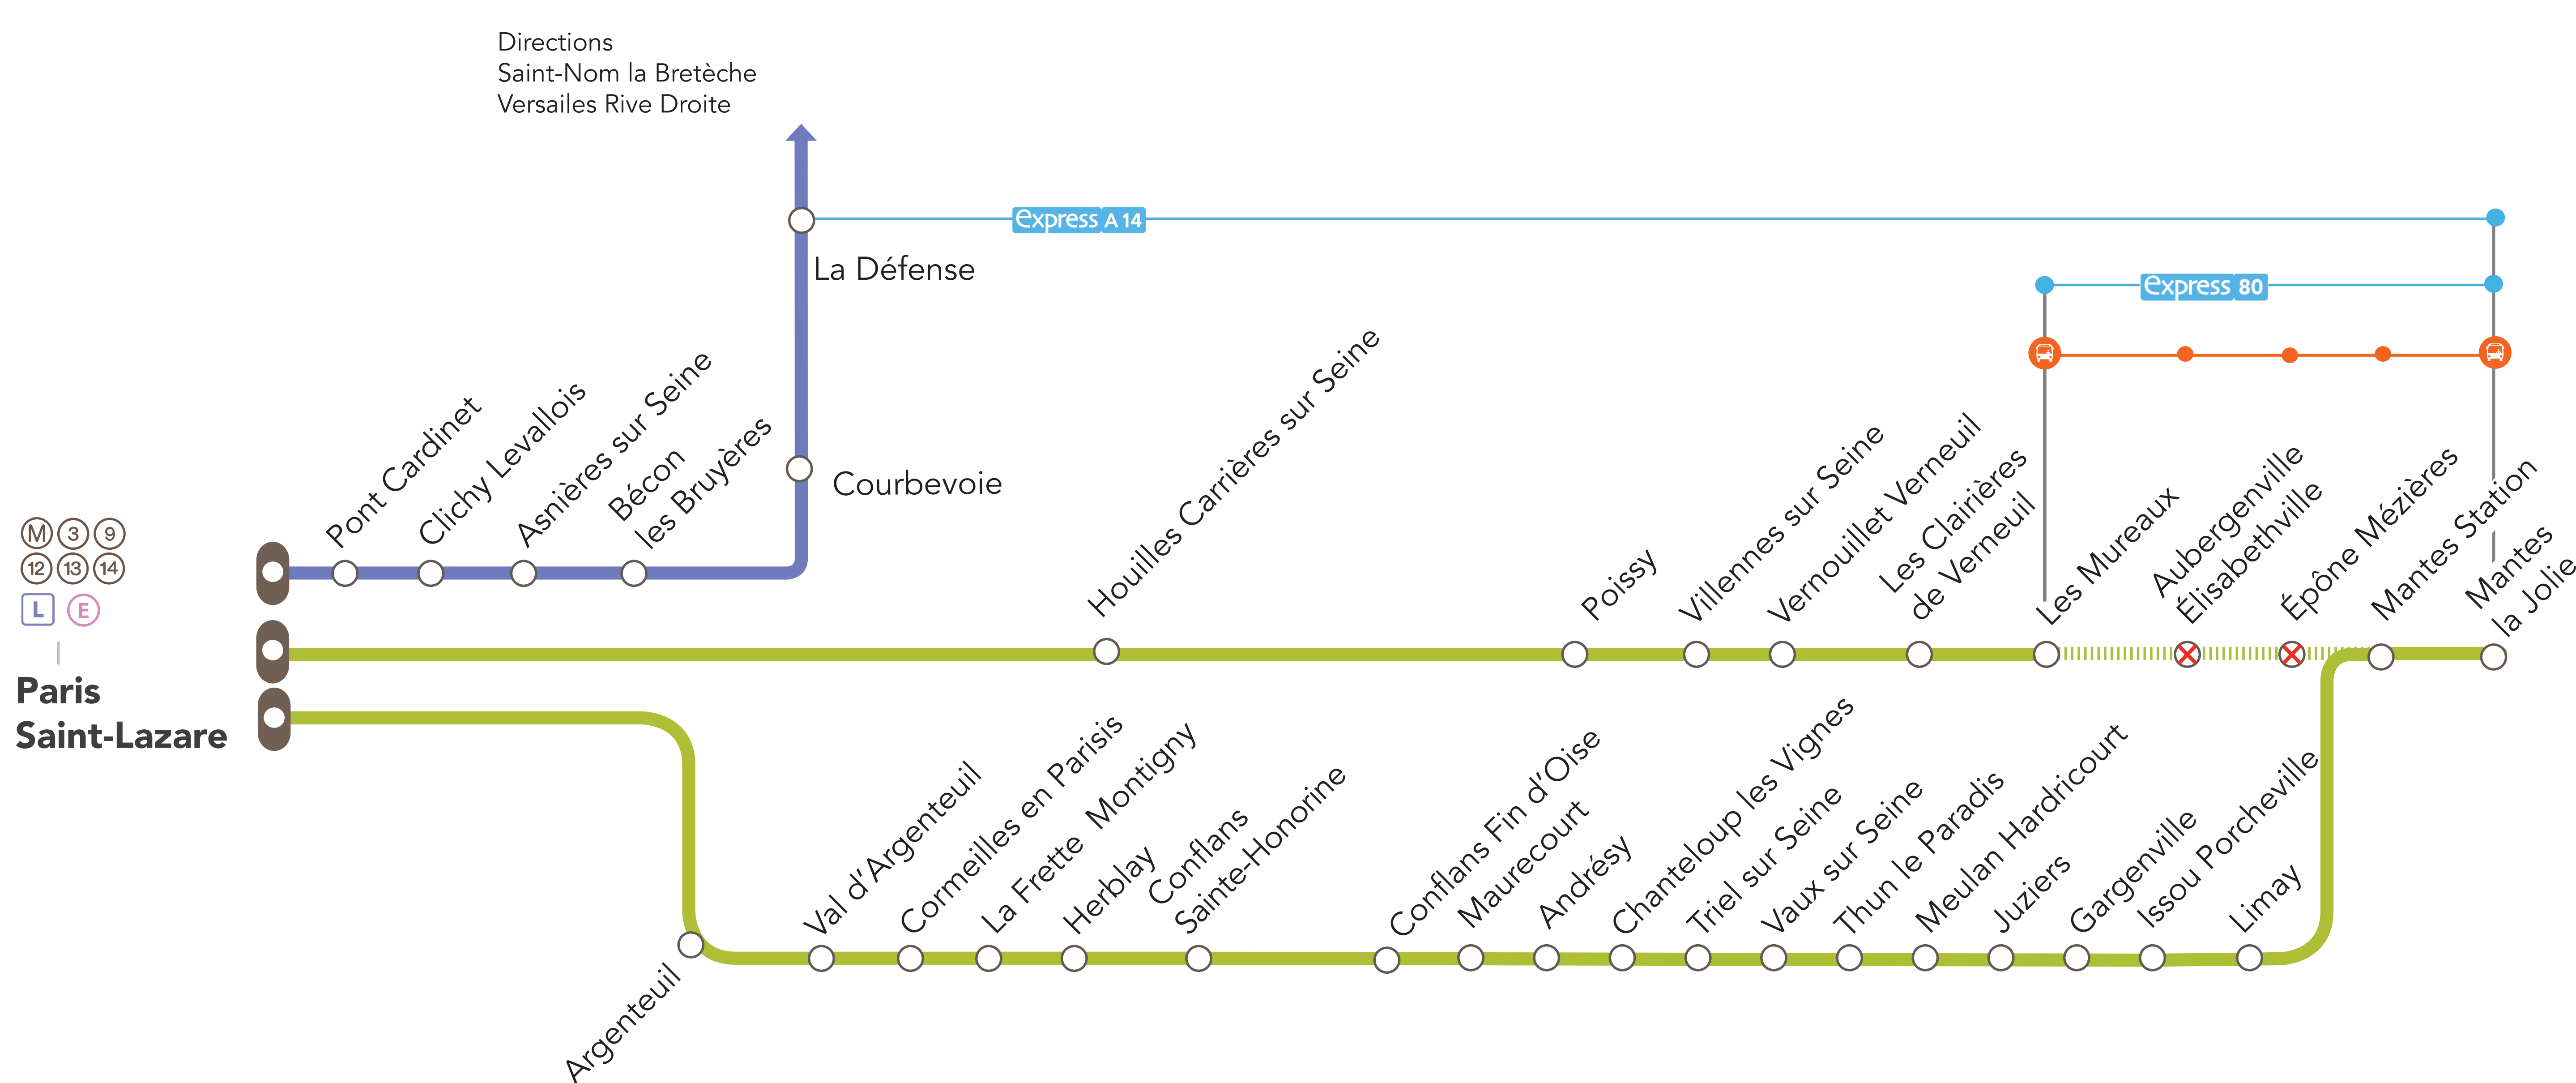 Directions
Saint-Nom la Bretèche
Versailes Rive Droite
express A 14
La Défense
express 80
Courbevoie
Pont Cardinet
Clichy Levallois
Asnières sur Seine
Bécon
les Bruyères
Houilles Carrières sur Seine
Poissy
Villennes sur Seine
Vernouillet Verneuil
Les Clairières
de Verneuil
Les Mureaux
Aubergenville
Élisabethville
Épône Mézières
Mantes Station
Mantes
la Jolie
M 3 9
12 13 14
L E
Paris
Saint-Lazare
Argenteuil
Val d'Argenteuil
Cormeilles en Parisis
La Frette Montigny
Herblay
Conflans
Sainte-Honorine
Conflans Fin d'Oise
Maurecourt
Andrésy
Chanteloup les Vignes
Triel sur Seine
Vaux sur Seine
Thun le Paradis
Meulan Hardricourt
Juziers
Gargenville
Issou Porcheville
Limay